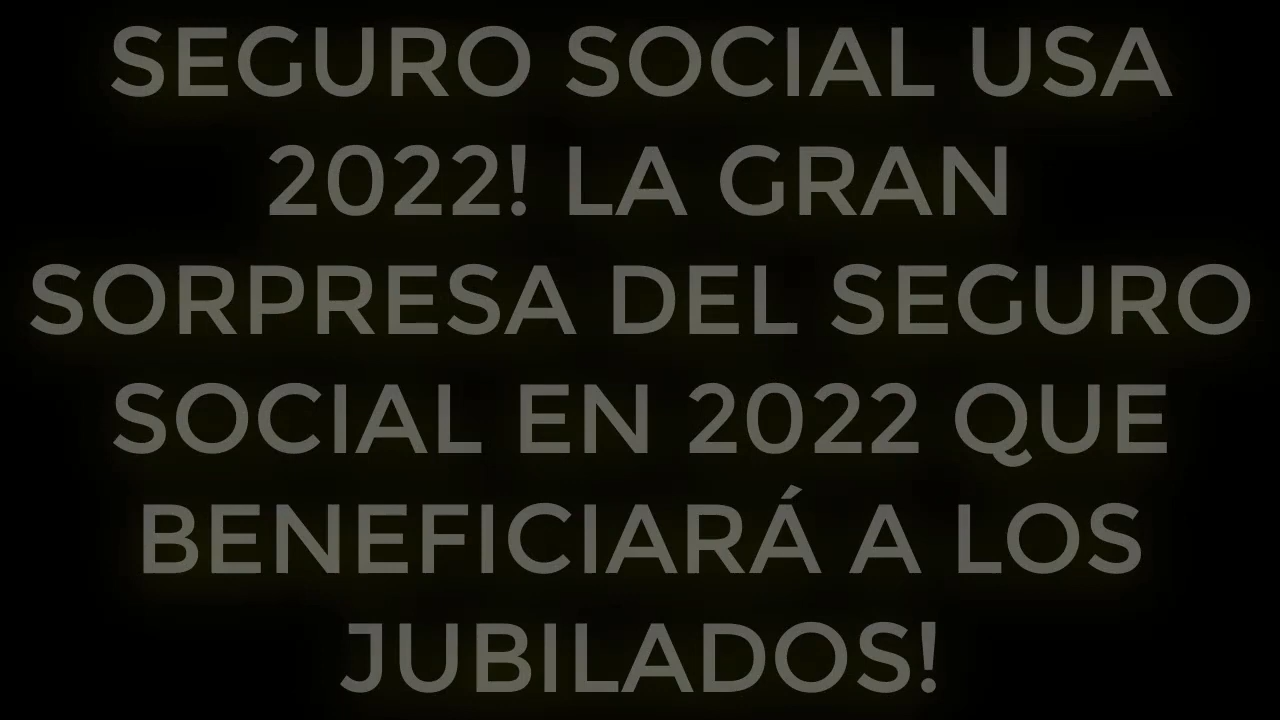 SEGURO SOCIAL USA
2022! LA GRAN
SORPRESA DEL SEGURO
SOCIAL EN 2022 QUE
BENEFICIARÁ A LOS
JUBILADOS!